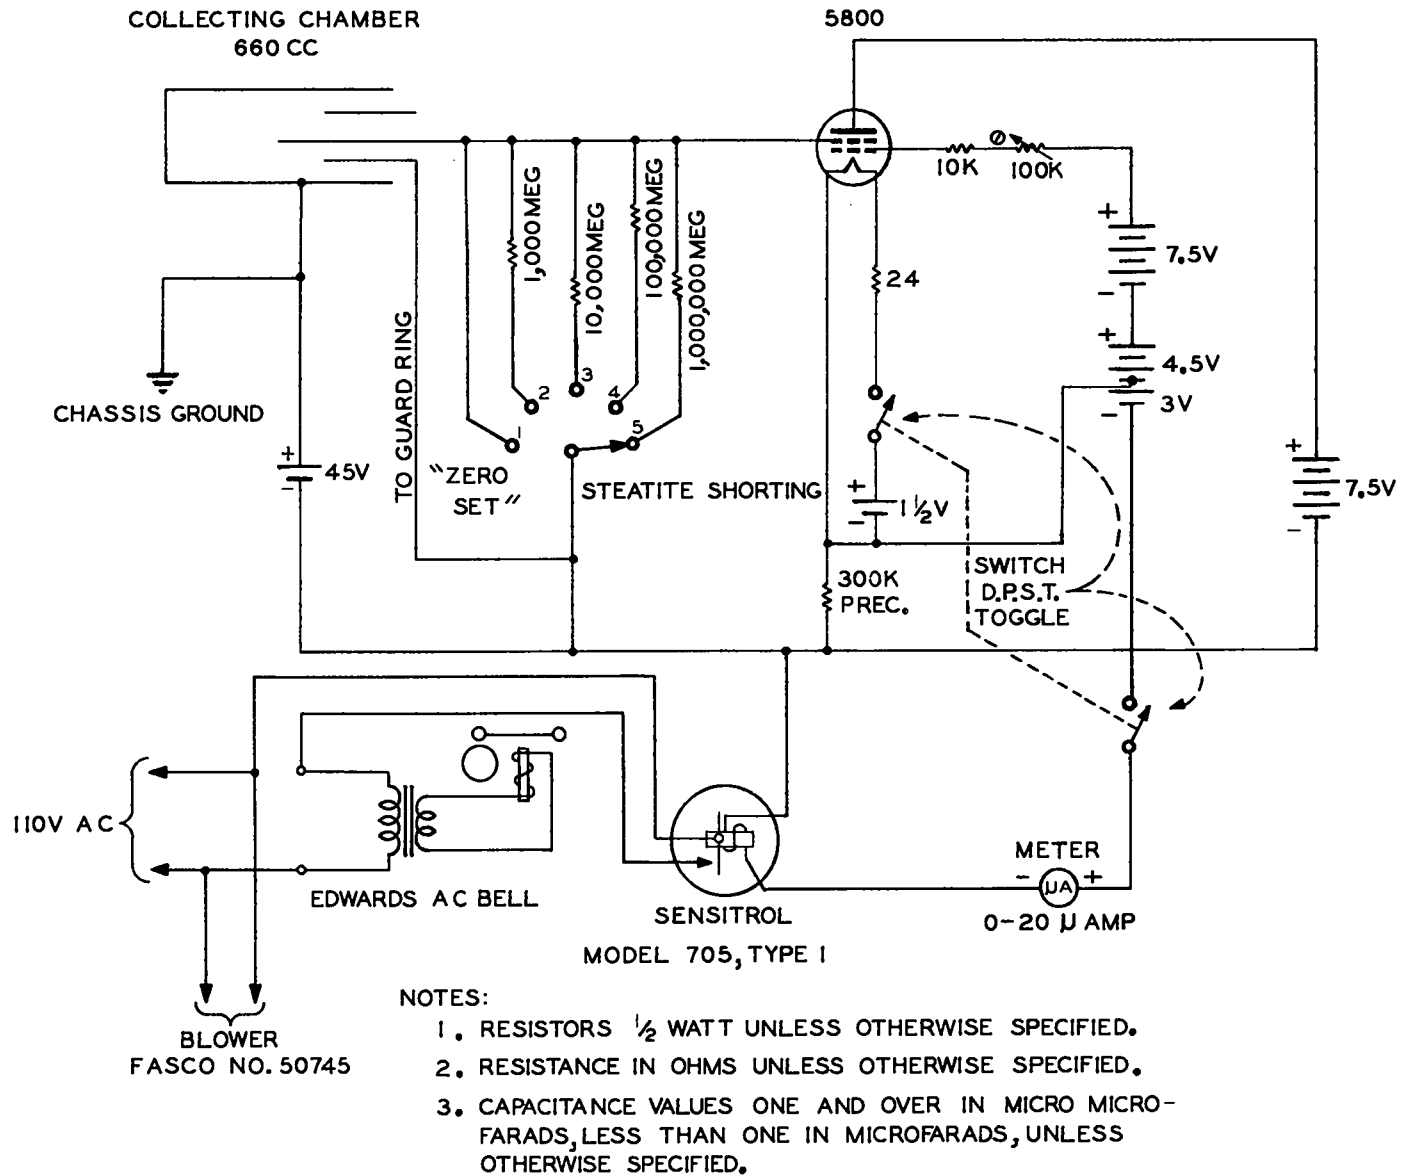 COLLECTING CHAMBER
660 CC
5800
10K
100K
1,000MEG
10,000MEG
100,000MEG
1,000,000MEG
+
7.5V
-
24
+
4.5V
3V
-
CHASSIS GROUND
TO GUARD RING
1
2
3
4
5
"ZERO
SET"
STEATITE SHORTING
+
45V
-
+
1 ½V
-
+
7.5V
-
300K
PREC.
SWITCH
D.P.S.T.
TOGGLE
110V AC
EDWARDS AC BELL
SENSITROL
MODEL 705, TYPE 1
METER
- µA +
0-20 µ AMP
BLOWER
FASCO NO. 50745
NOTES:
1. RESISTORS ½ WATT UNLESS OTHERWISE SPECIFIED.
2. RESISTANCE IN OHMS UNLESS OTHERWISE SPECIFIED.
3. CAPACITANCE VALUES ONE AND OVER IN MICRO MICRO-
FARADS, LESS THAN ONE IN MICROFARADS, UNLESS
OTHERWISE SPECIFIED.